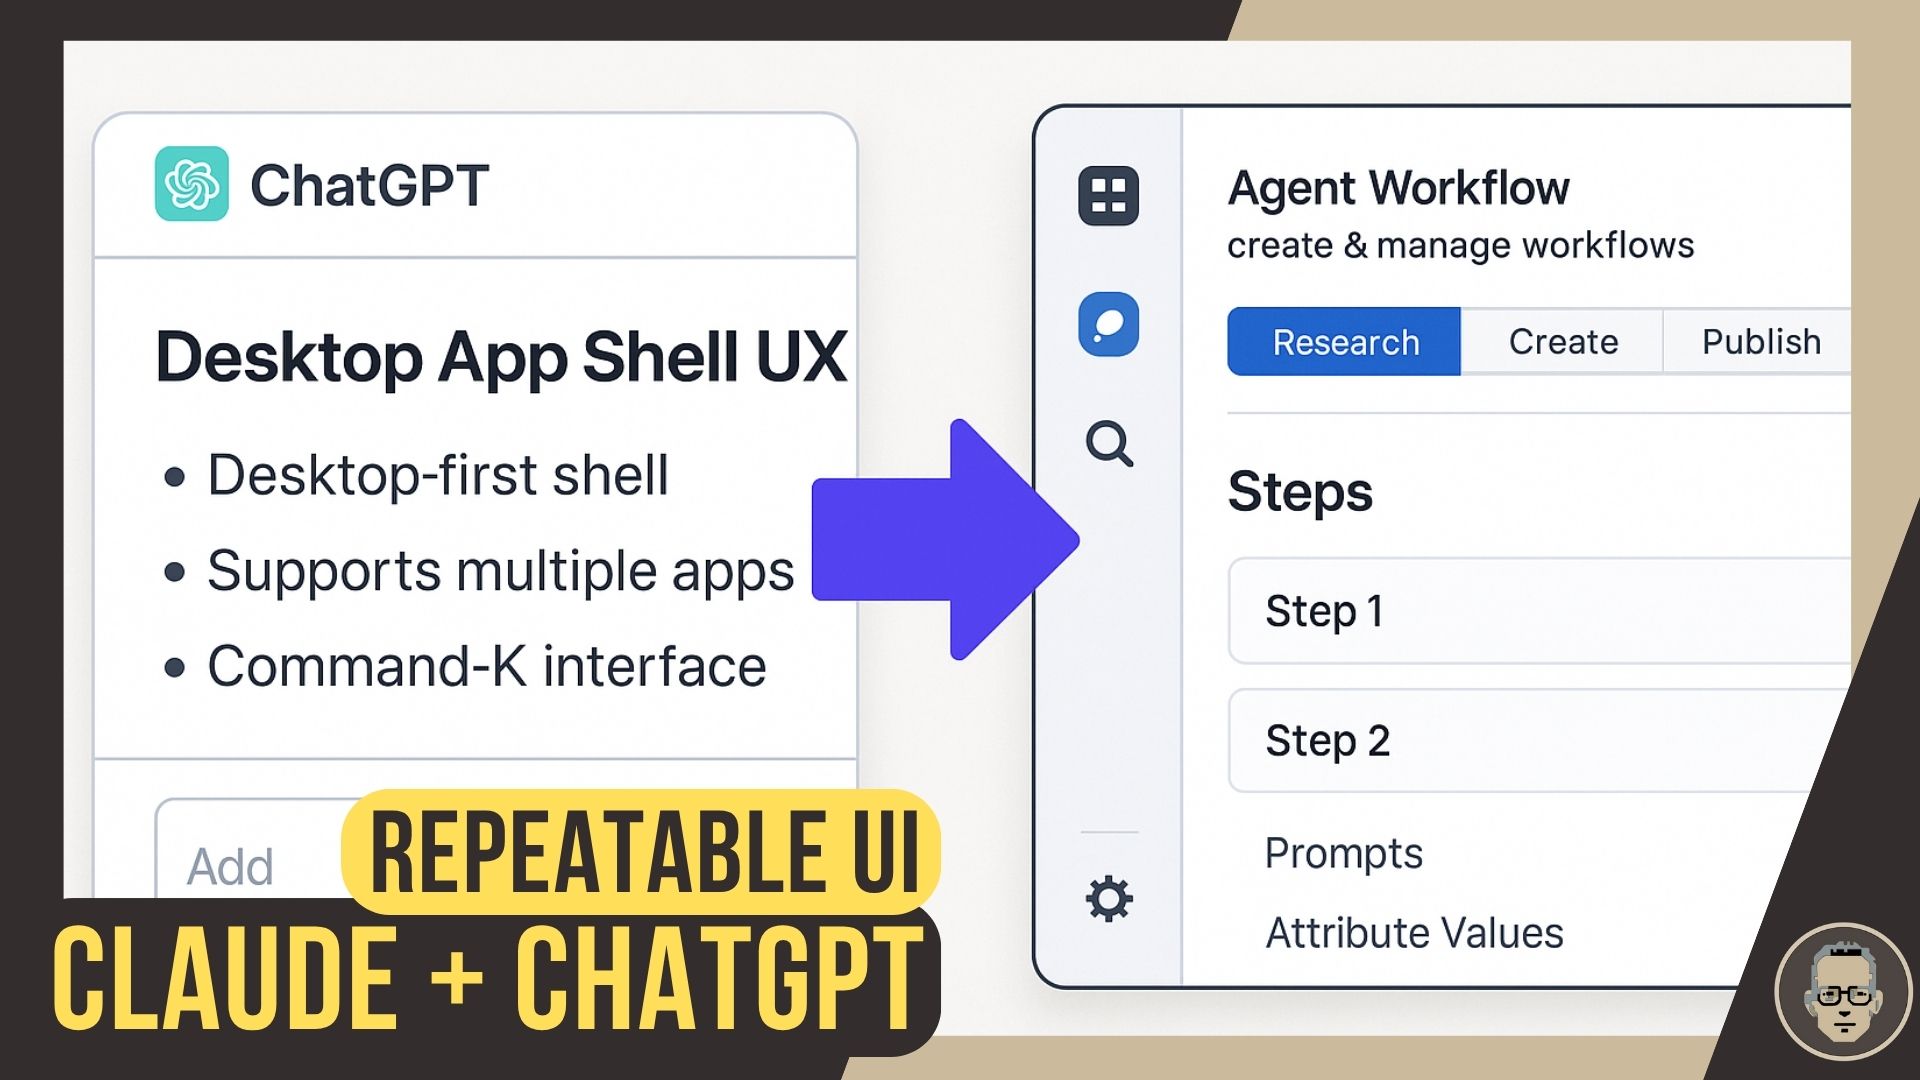 ChatGPT
Desktop App Shell UX
• Desktop-first shell
• Supports multiple apps
• Command-K interface
Add
REPEATABLE UI
CLAUDE + CHATGPT
Agent Workflow
create & manage workflows
Research Create Publish
Steps
Step 1
Step 2
Prompts
Attribute Values